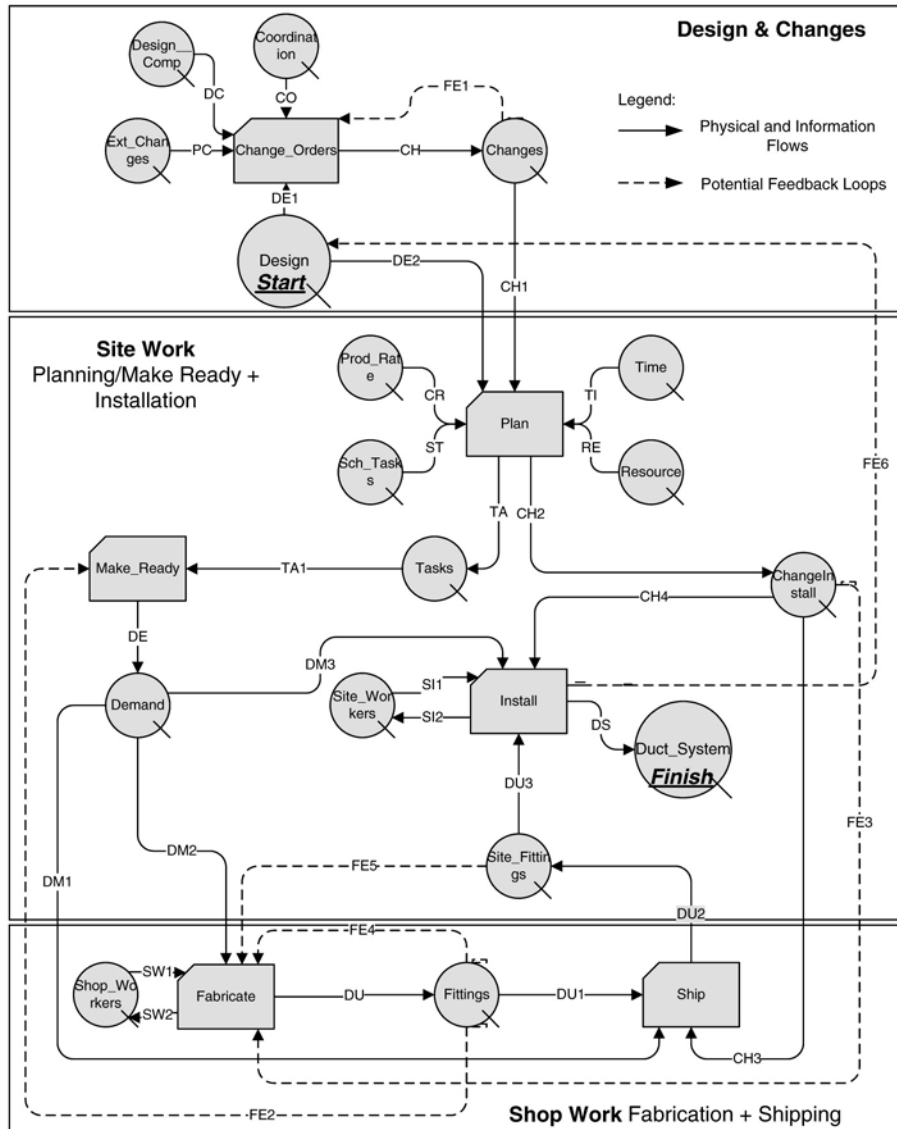 Design & Changes
Design__
Comp
Coordinat
ion
DC
CO
FE1
Legend:
Physical and Information
Flows
Potential Feedback Loops
Ext_Chan
ges
PC
Change_Orders
CH
Changes
DE1
Design
Start
DE2
CH1
Site Work
Planning/Make Ready +
Installation
Prod_Rat
e
Time
CR
TI
Plan
ST
RE
Sch_Task
s
Resource
FE6
TA
CH2
Make_Ready
TA1
Tasks
ChangeIn
stall
CH4
DE
DM3
Demand
Site_Wor
kers
SI1
SI2
Install
DS
Duct_System
Finish
DU3
FE3
DM2
DM1
FE5
Site_Fittin
gs
DU2
FE4
Shop_Wo
rkers
SW1
SW2
Fabricate
DU
Fittings
DU1
Ship
CH3
FE2
Shop Work Fabrication + Shipping